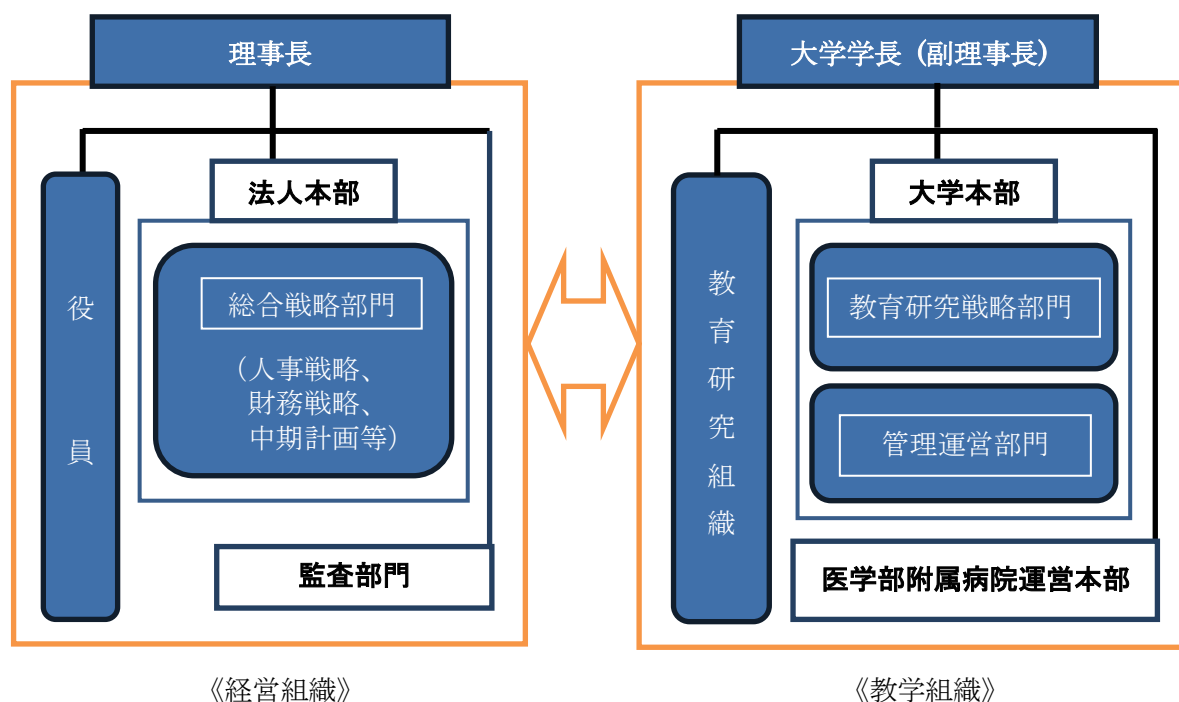 理事長
役員
法人本部
総合戦略部門
（人事戦略、
財務戦略、
中期計画等）
監査部門
《経営組織》
大学学長（副理事長）
教育研究組織
大学本部
教育研究戦略部門
管理運営部門
医学部附属病院運営本部
《教学組織》